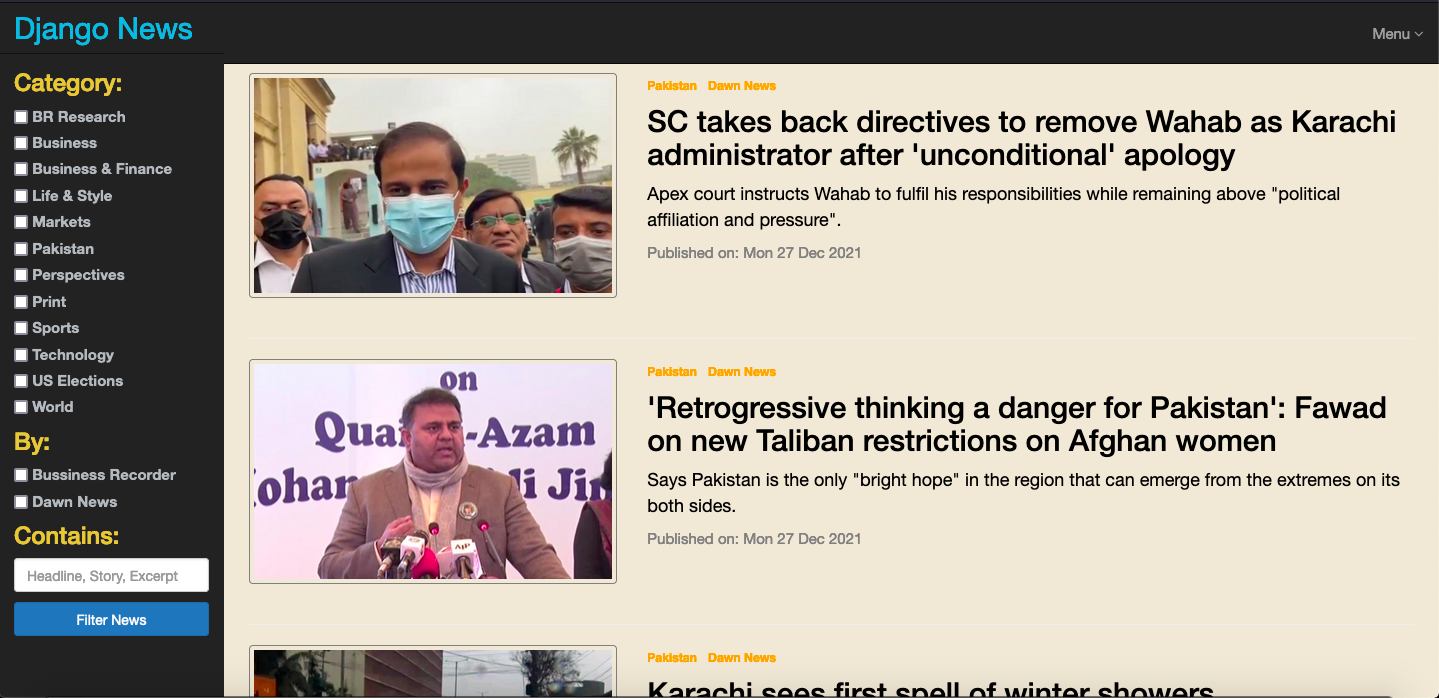 Django News
Menu
Category:
BR Research
Business
Business & Finance
Life & Style
Markets
Pakistan
Perspectives
Print
Sports
Technology
US Elections
World
By:
Bussiness Recorder
Dawn News
Contains:
Headline, Story, Excerpt
Filter News
Pakistan Dawn News
SC takes back directives to remove Wahab as Karachi
administrator after 'unconditional' apology
Apex court instructs Wahab to fulfil his responsibilities while remaining above "political
affiliation and pressure".
Published on: Mon 27 Dec 2021
on
Quai -Azam
oham li Jin
AJP
Pakistan Dawn News
'Retrogressive thinking a danger for Pakistan': Fawad
on new Taliban restrictions on Afghan women
Says Pakistan is the only "bright hope" in the region that can emerge from the extremes on its
both sides.
Published on: Mon 27 Dec 2021
Pakistan Dawn News
Karachi sees first spell of winter showers